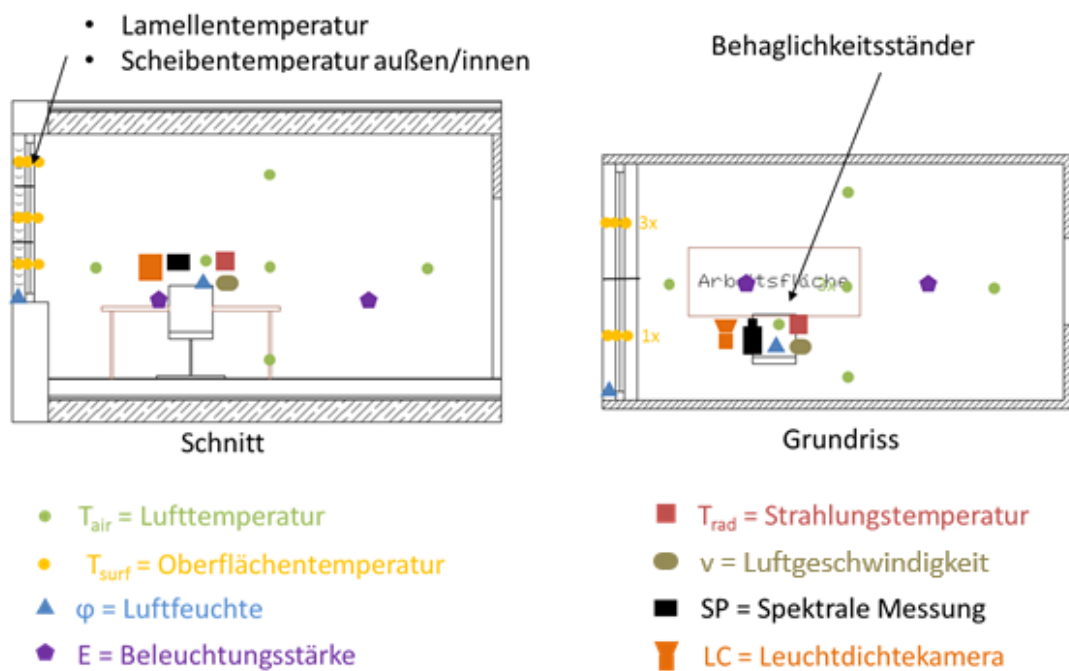 • Lamellentemperatur
• Scheibentemperatur außen/innen
Behaglichkeitsständer
3x
Arbeitsfläche
3x
1x
Schnitt
Grundriss
T_air = Lufttemperatur
T_surf = Oberflächentemperatur
φ = Luftfeuchte
E = Beleuchtungsstärke
T_rad = Strahlungstemperatur
v = Luftgeschwindigkeit
SP = Spektrale Messung
LC = Leuchtdichtekamera